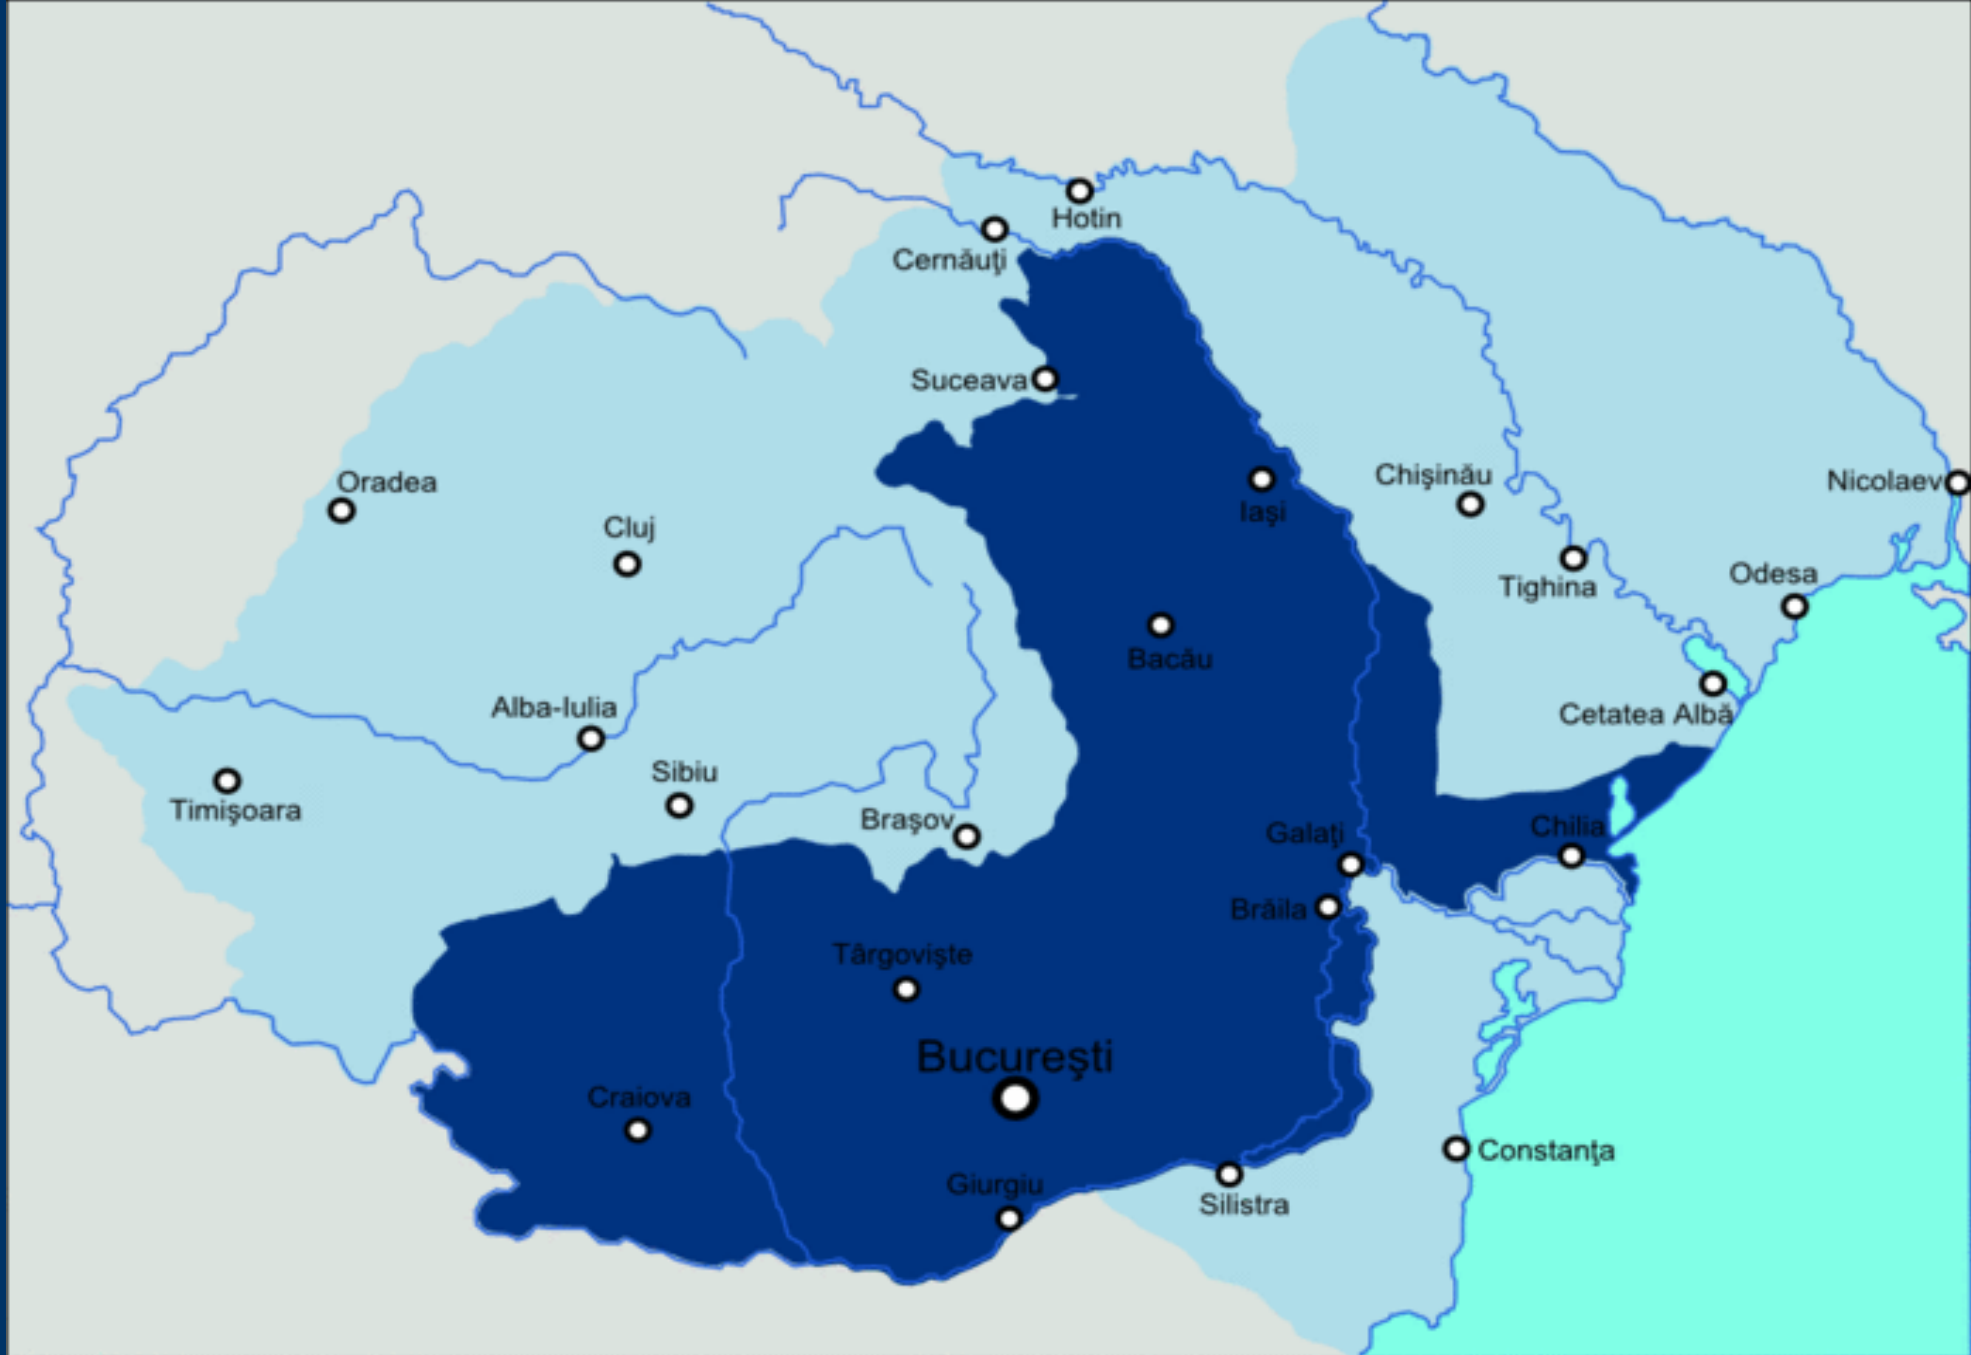 Hotin
Cernăuţi
Suceava
Oradea
Cluj
Iaşi
Chişinău
Nicolaev
Tighina
Odesa
Bacău
Alba-Iulia
Cetatea Albă
Sibiu
Timişoara
Braşov
Galaţi
Chilia
Brăila
Târgovişte
Bucureşti
Craiova
Constanţa
Giurgiu
Silistra